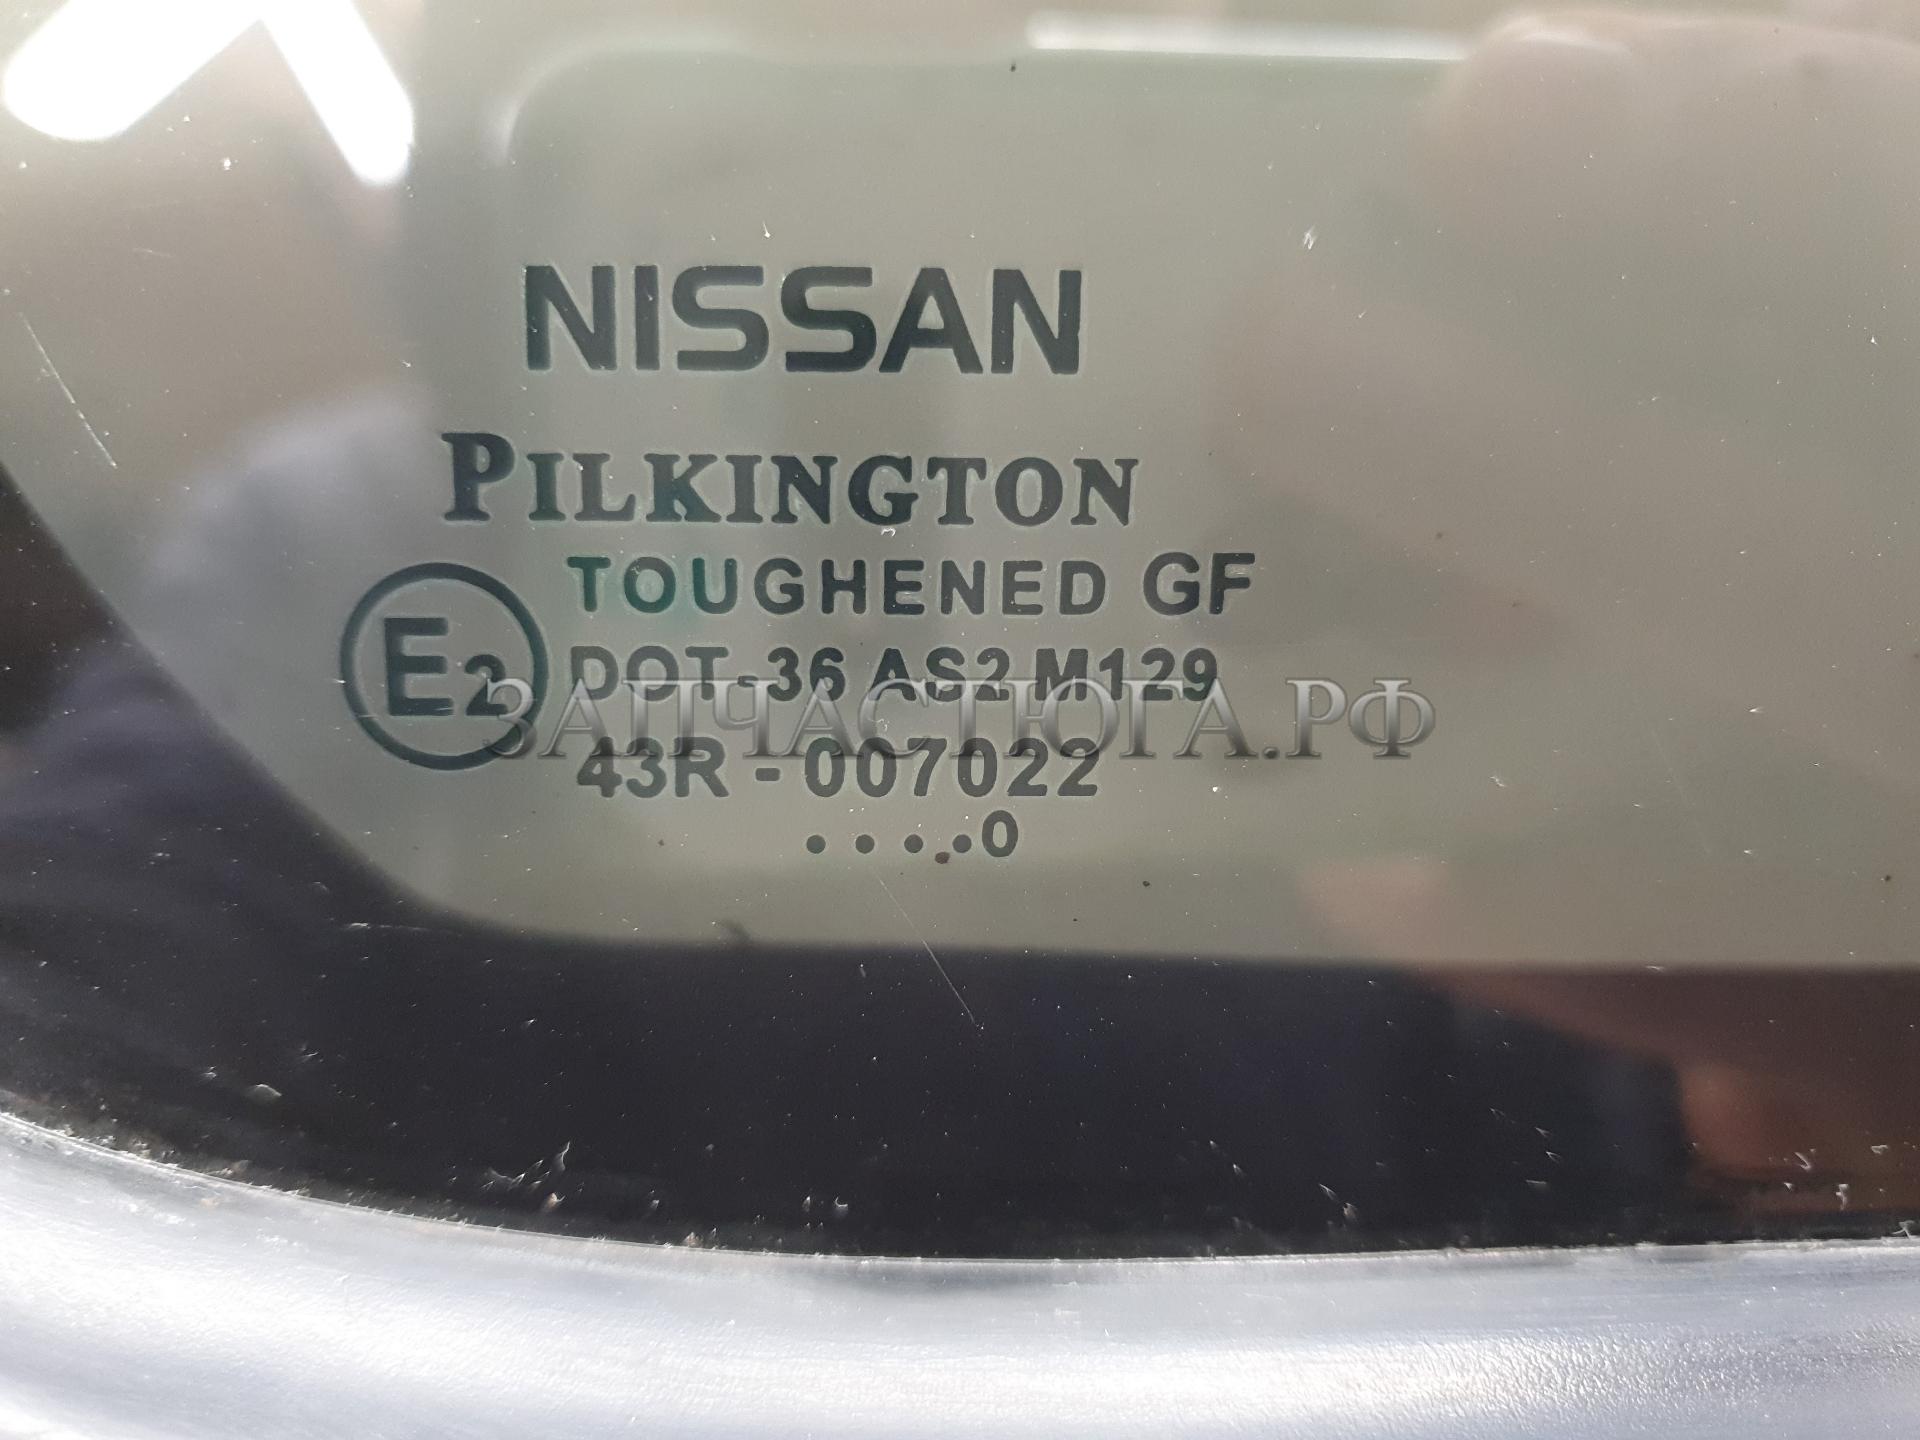 NISSAN
PILKINGTON
TOUGHENED GF
E2
DOT-36 AS2 M129
ЗАПЧАСТЮГА.РФ
43R - 007022
....0